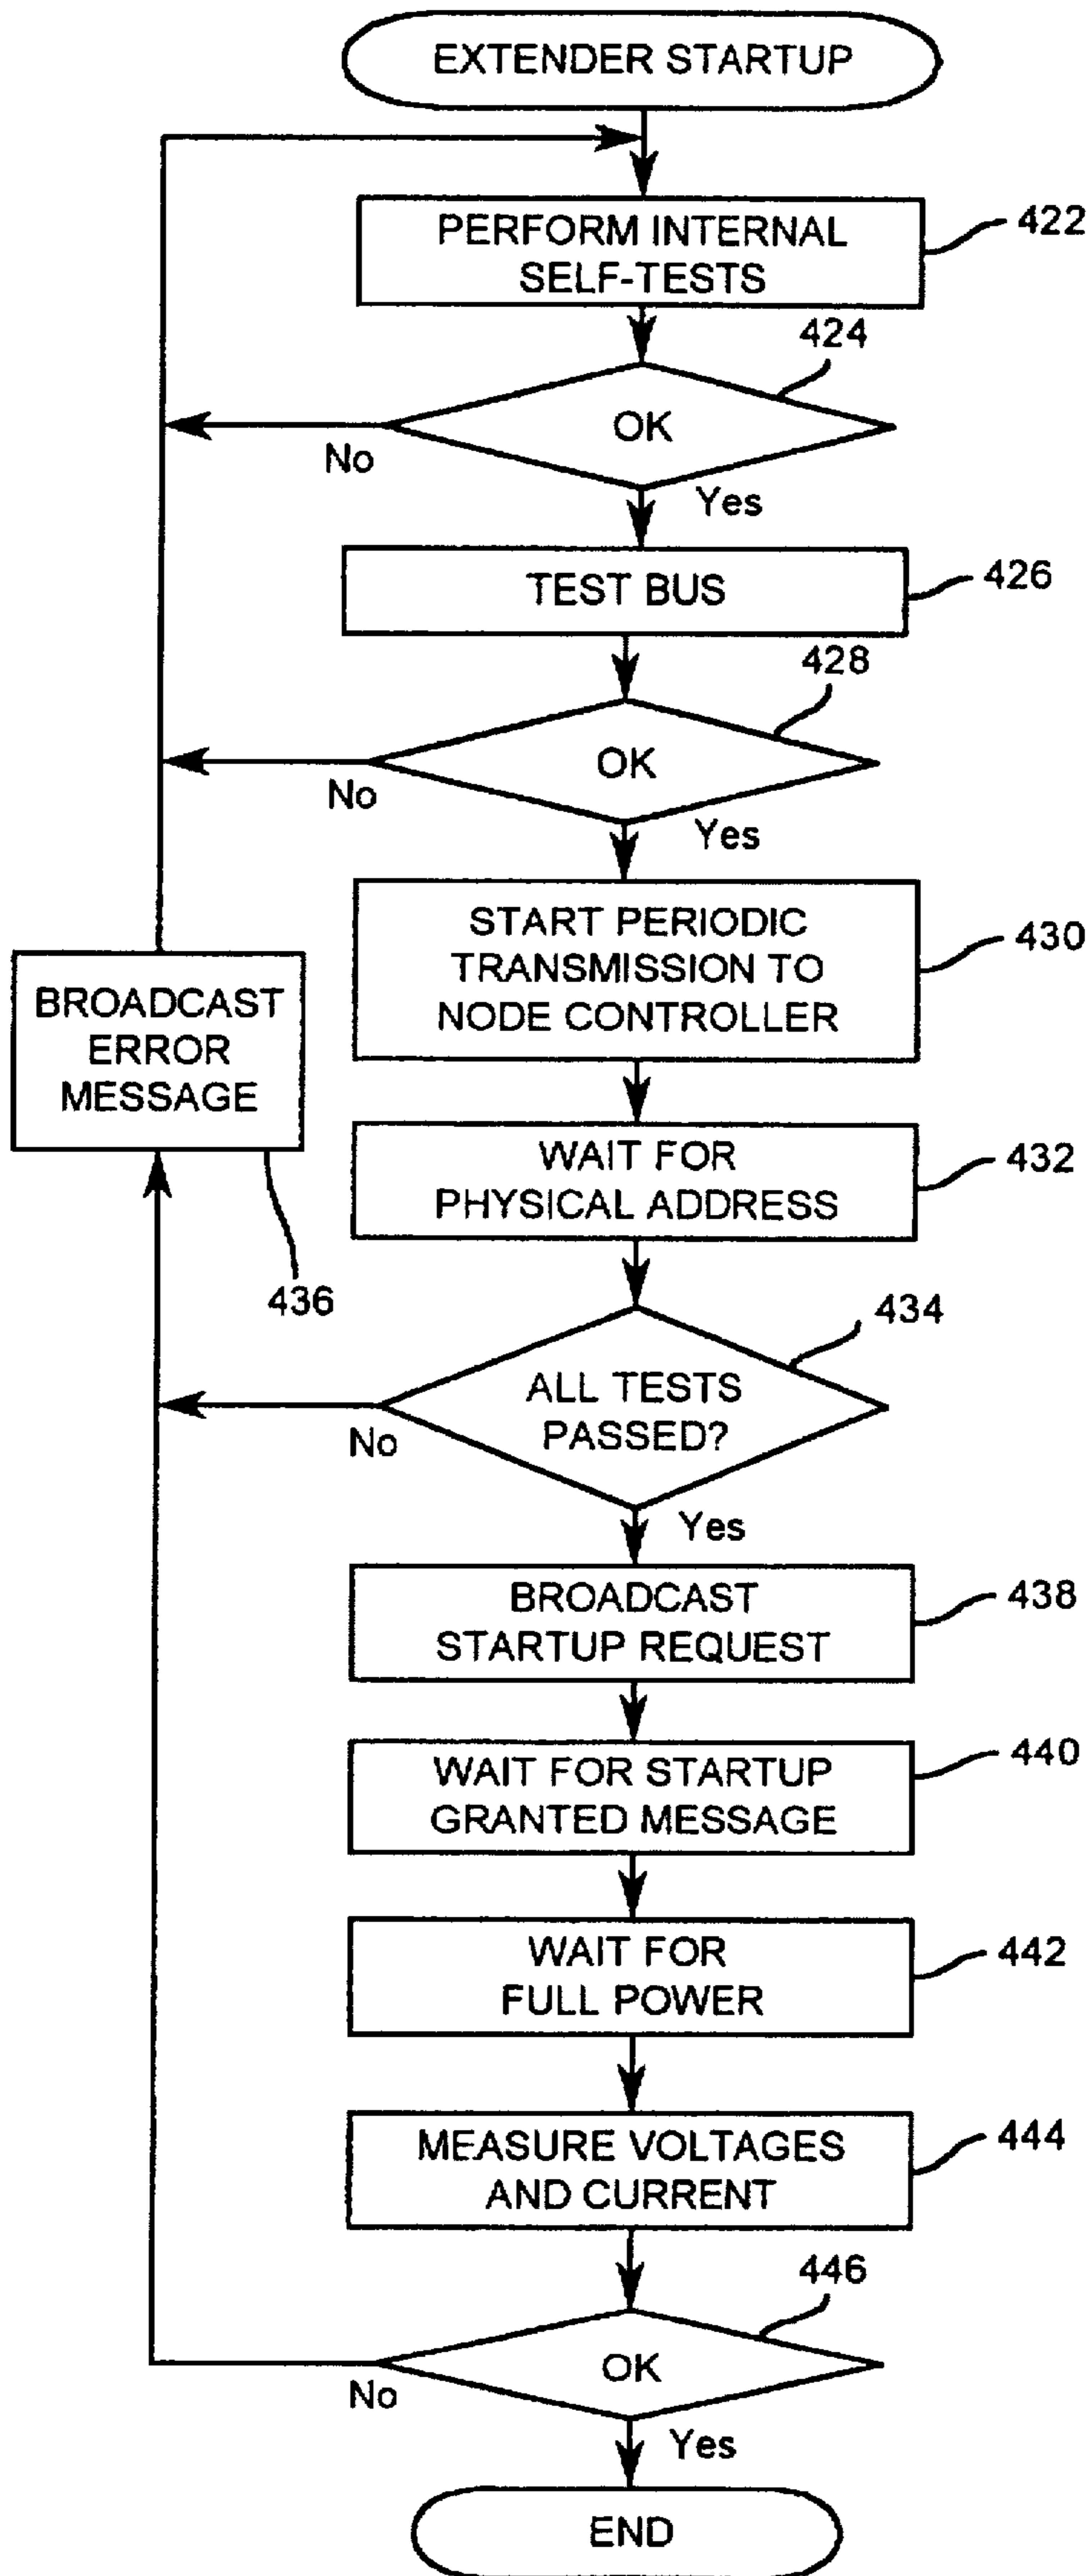 EXTENDER STARTUP
PERFORM INTERNAL
SELF-TESTS
422
424
OK
No
Yes
TEST BUS
426
428
OK
No
Yes
START PERIODIC
TRANSMISSION TO
NODE CONTROLLER
430
BROADCAST
ERROR
MESSAGE
436
WAIT FOR
PHYSICAL ADDRESS
432
434
ALL TESTS
PASSED?
No
Yes
BROADCAST
STARTUP REQUEST
438
WAIT FOR STARTUP
GRANTED MESSAGE
440
WAIT FOR
FULL POWER
442
MEASURE VOLTAGES
AND CURRENT
444
446
OK
No
Yes
END